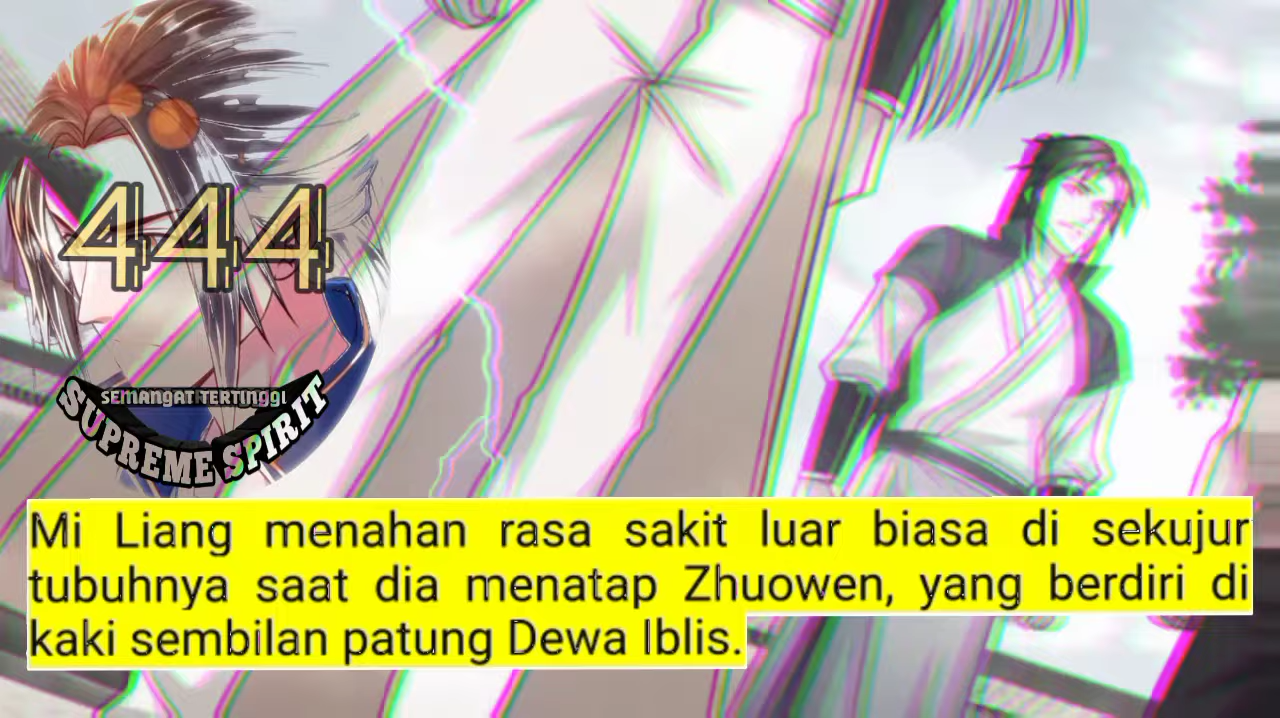 444
SEMANGAT TERTINGGI
SUPREME SPIRIT
Mi Liang menahan rasa sakit luar biasa di sekujur
tubuhnya saat dia menatap Zhuowen, yang berdiri di
kaki sembilan patung Dewa Iblis.